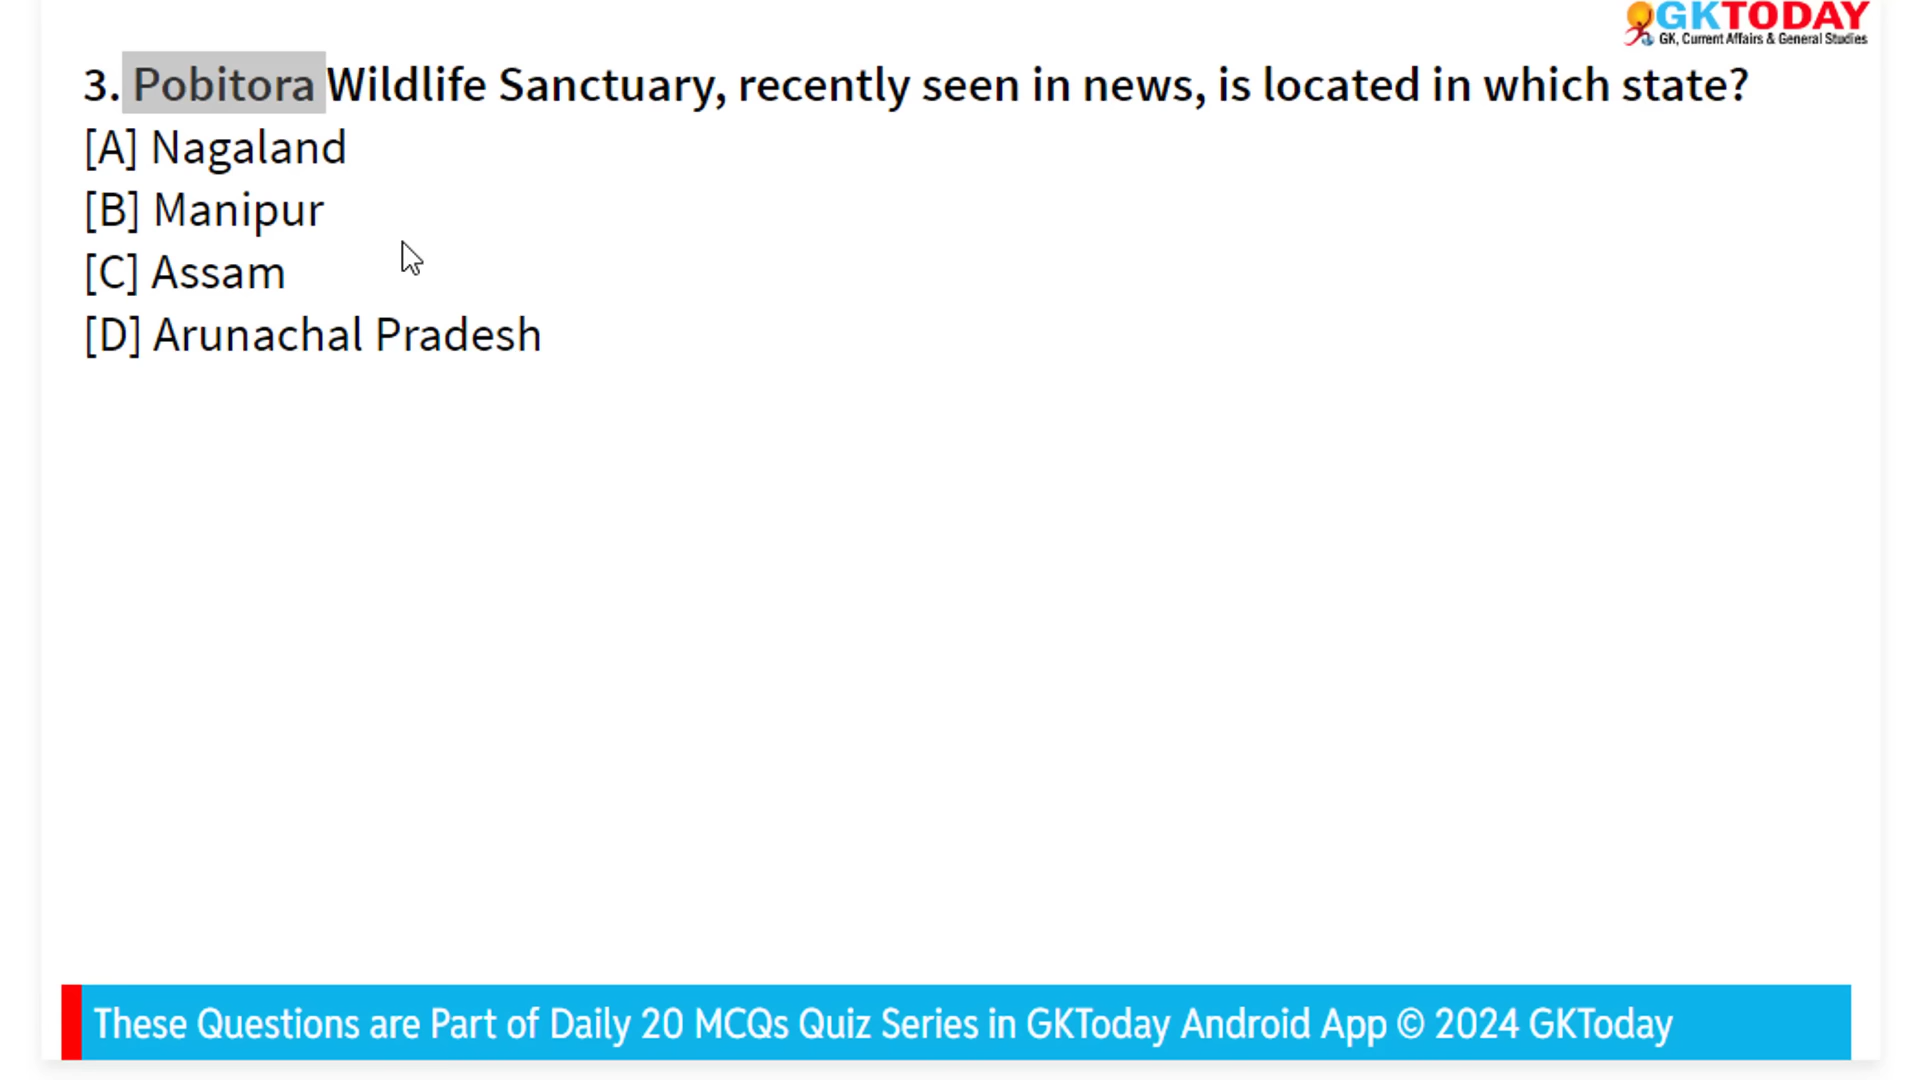 GKTODAY
GK, Current Affairs & General Studies
3. Pobitora Wildlife Sanctuary, recently seen in news, is located in which state?
[A] Nagaland
[B] Manipur
[C] Assam
[D] Arunachal Pradesh
These Questions are Part of Daily 20 MCQs Quiz Series in GKToday Android App © 2024 GKToday